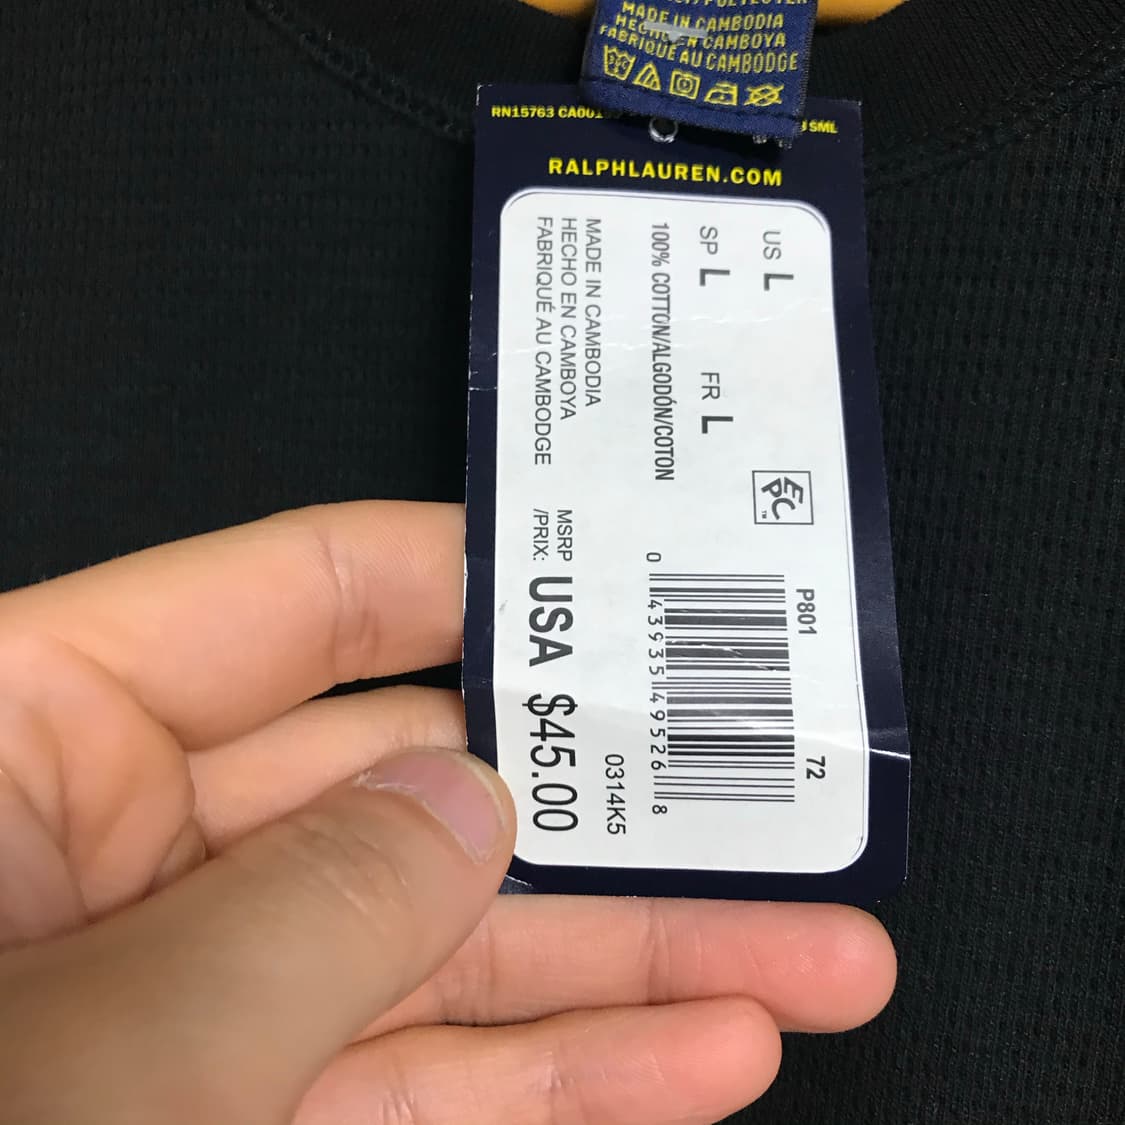 MADE IN CAMBODIA
HECHO EN CAMBOYA
FABRIQUE AU CAMBODGE
RN15763
SML
RALPHLAUREN.COM
US L
SP L FR L
100% COTTON/ALGODÓN/COTON
MADE IN CAMBODIA
HECHO EN CAMBOYA
FABRIQUÉ AU CAMBODGE
EPC
TM
P801 72
0 43935 49526 8
0314K5
MSRP
/PRIX: USA $45.00